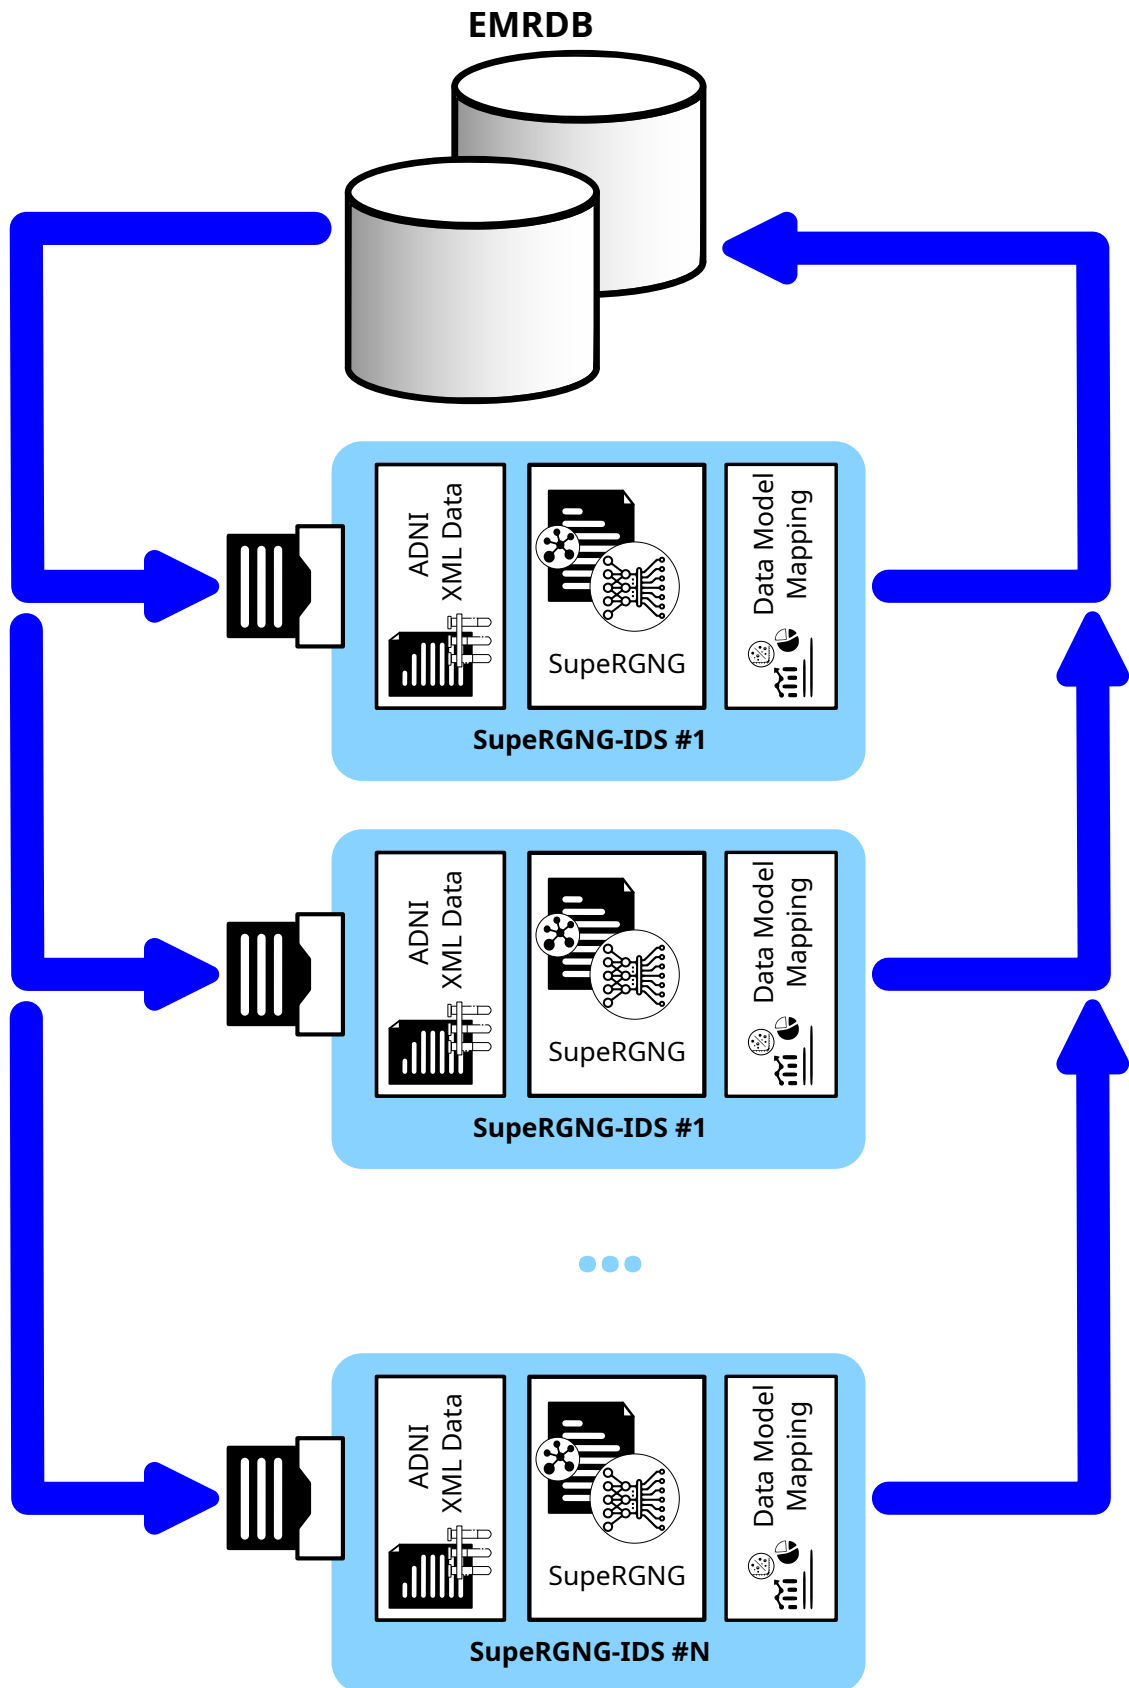 EMRDB
ADNI
XML Data
SupeRGNG
Data Model
Mapping
SupeRGNG-IDS #1
ADNI
XML Data
SupeRGNG
Data Model
Mapping
SupeRGNG-IDS #1
ADNI
XML Data
SupeRGNG
Data Model
Mapping
SupeRGNG-IDS #N